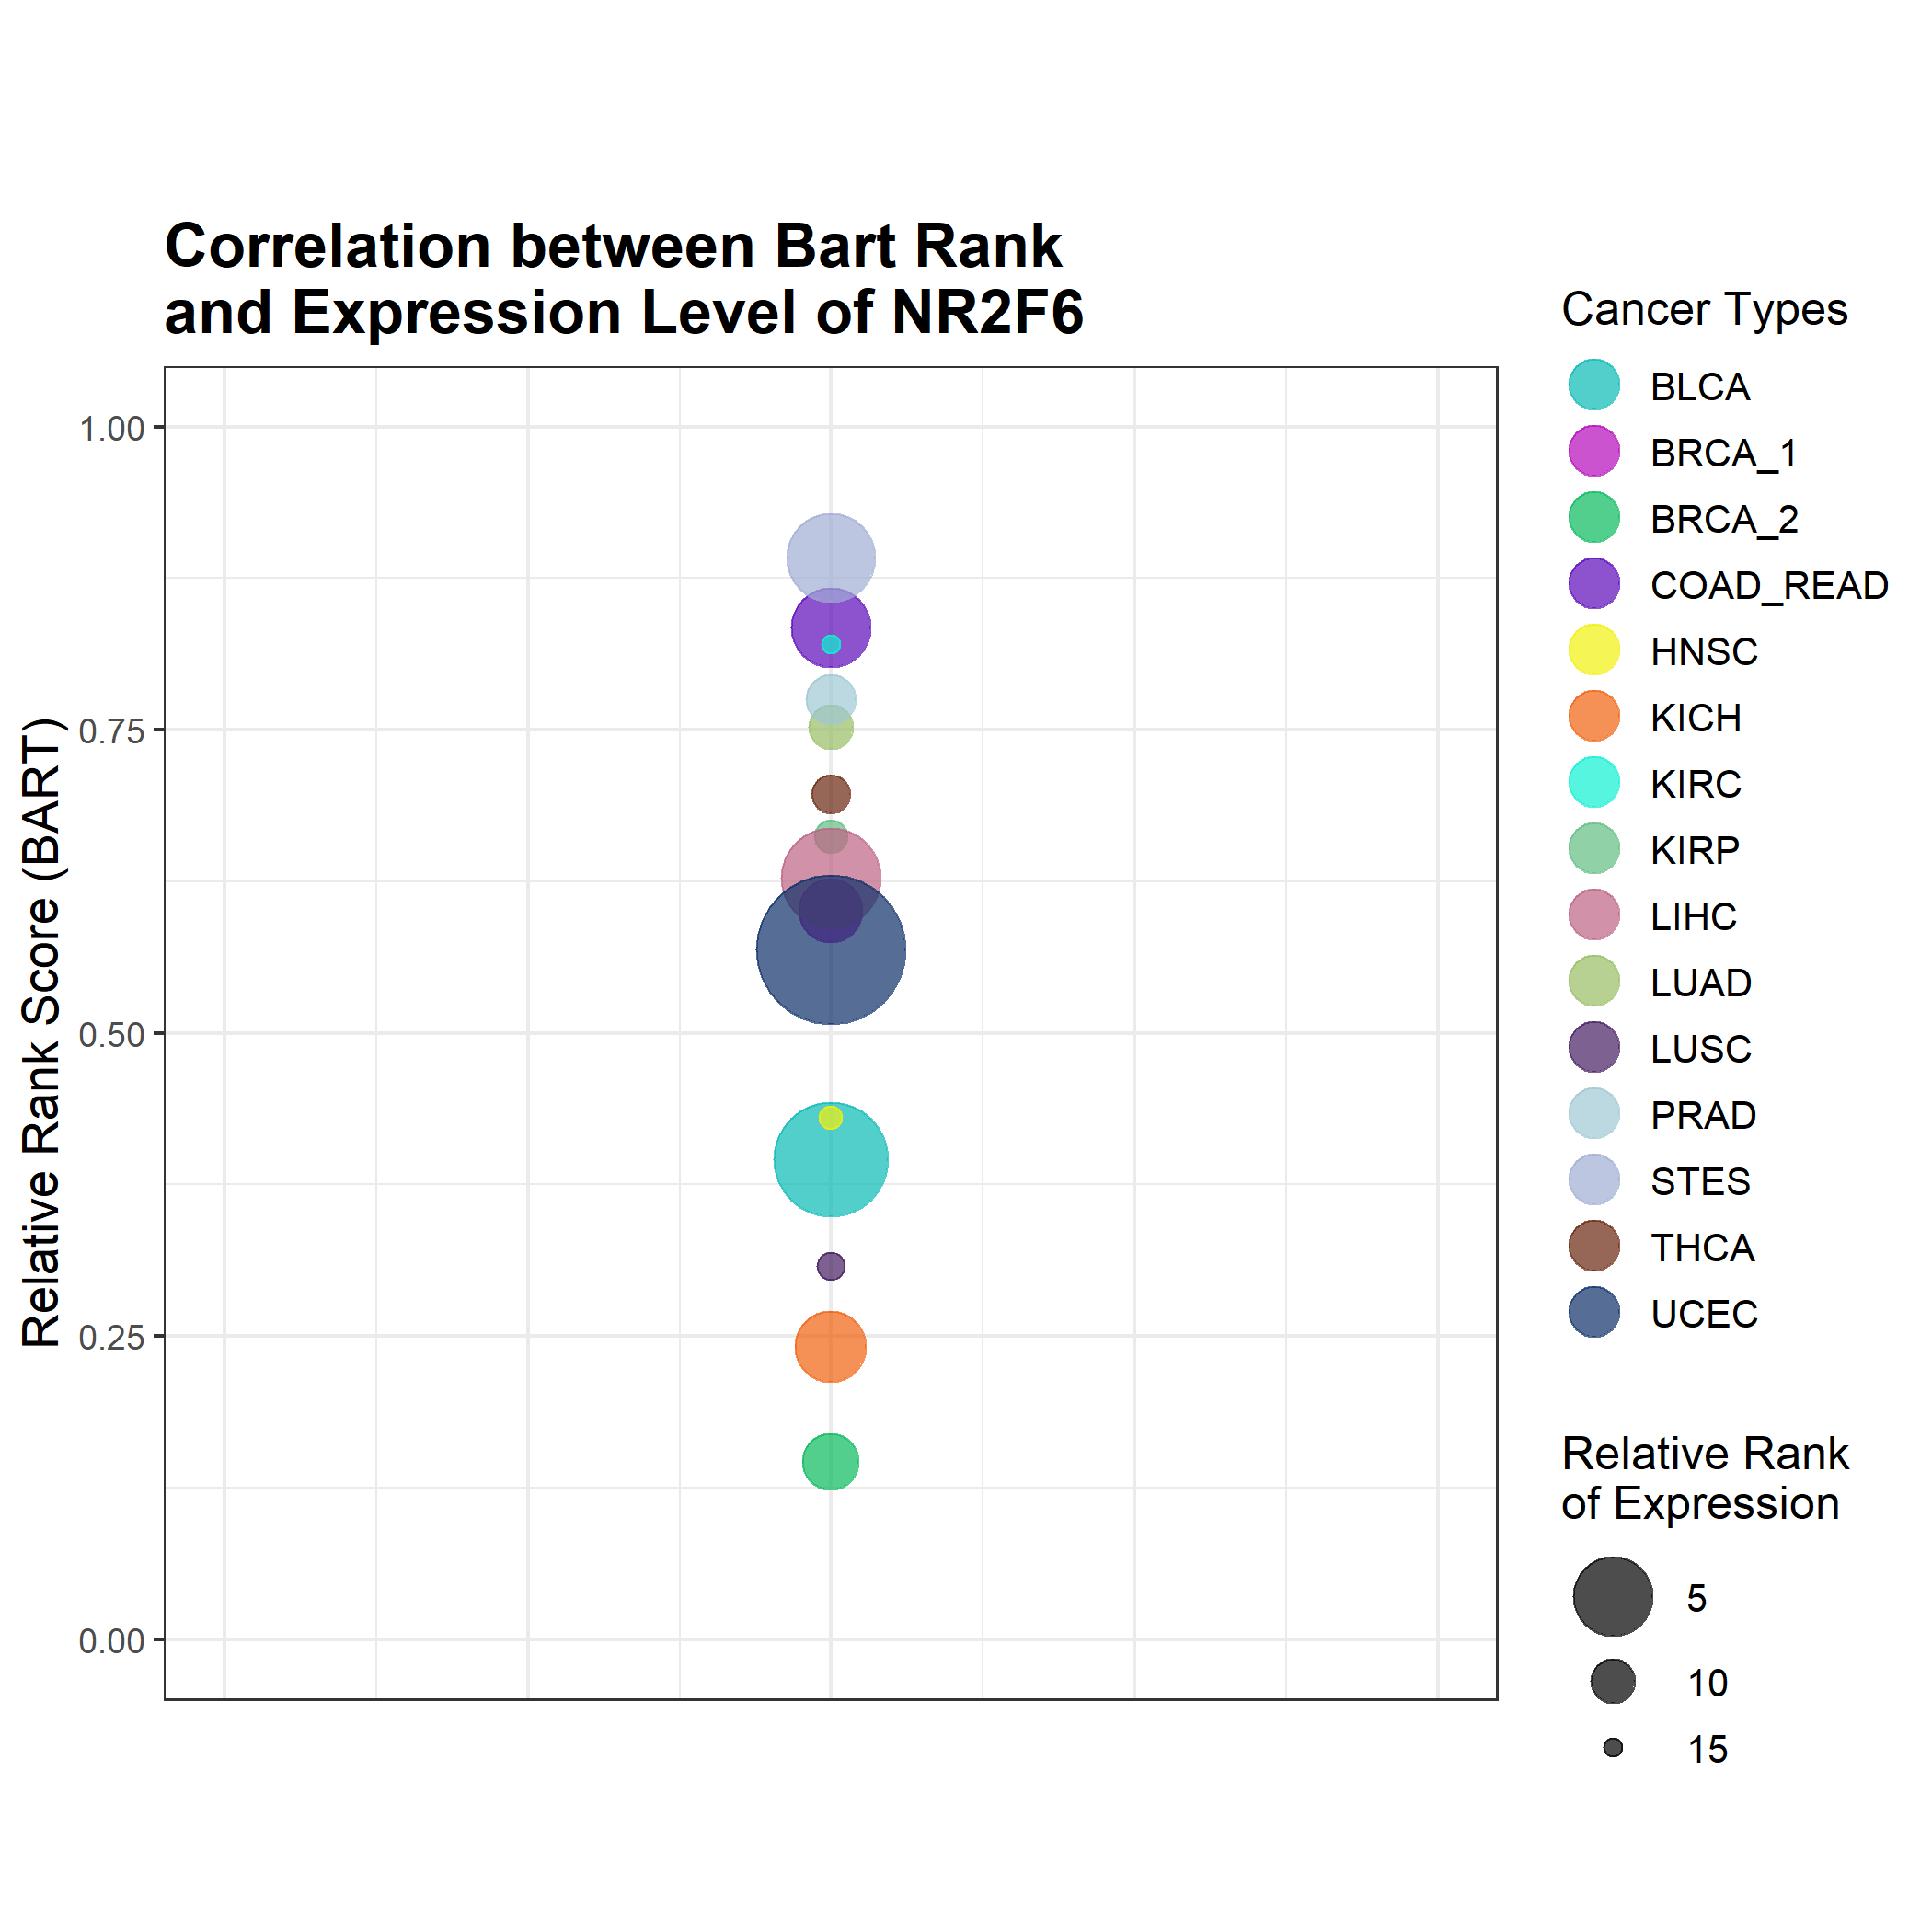 Correlation between Bart Rank
and Expression Level of NR2F6
Relative Rank Score (BART)
1.00
0.75
0.50
0.25
0.00
Cancer Types
BLCA
BRCA_1
BRCA_2
COAD_READ
HNSC
KICH
KIRC
KIRP
LIHC
LUAD
LUSC
PRAD
STES
THCA
UCEC
Relative Rank
of Expression
5
10
15